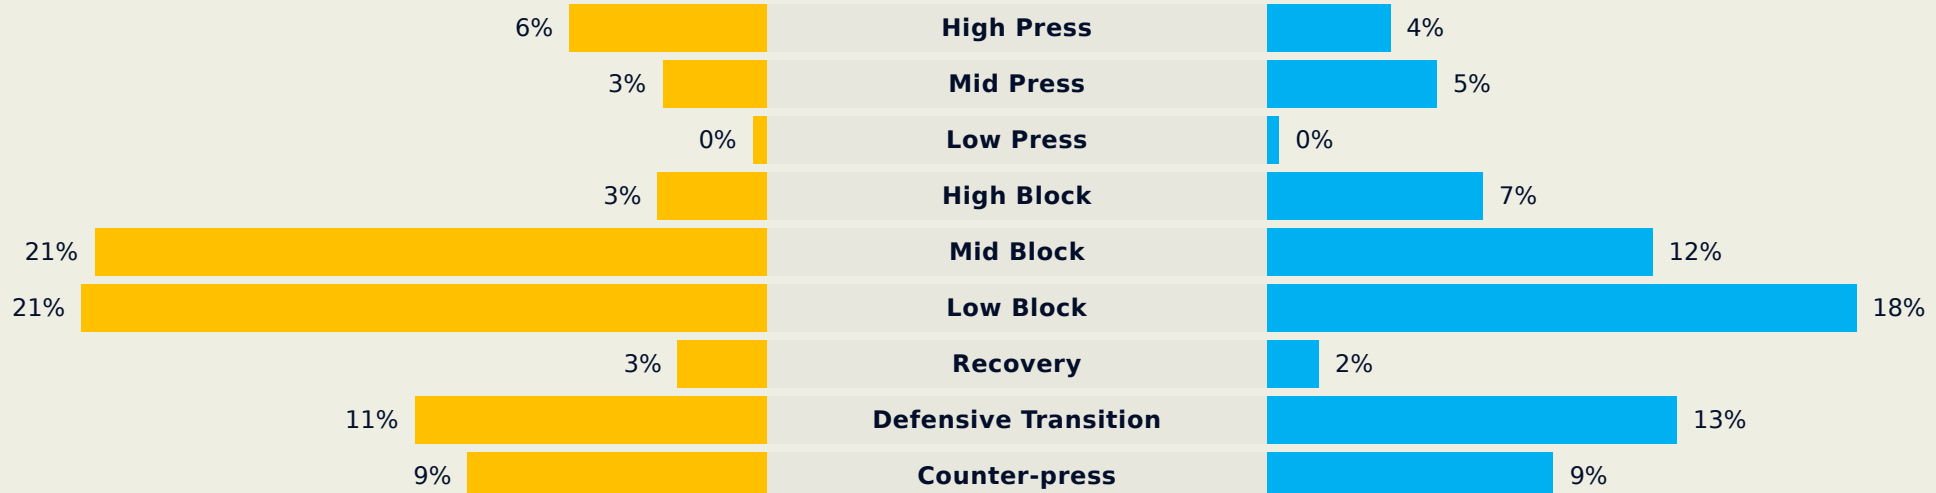 6% High Press 4%
3% Mid Press 5%
0% Low Press 0%
3% High Block 7%
21% Mid Block 12%
21% Low Block 18%
3% Recovery 2%
11% Defensive Transition 13%
9% Counter-press 9%